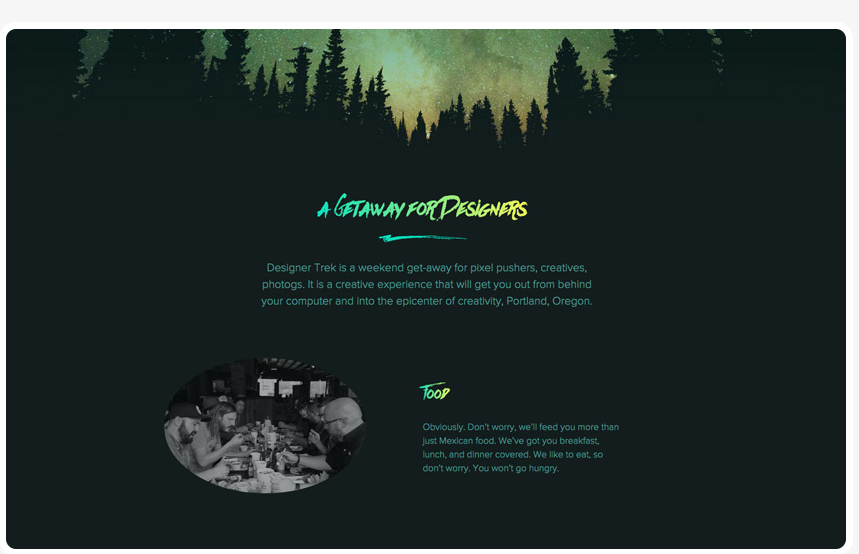 a Getaway for Designers
Designer Trek is a weekend get-away for pixel pushers, creatives,
photogs. It is a creative experience that will get you out from behind
your computer and into the epicenter of creativity, Portland, Oregon.
Food
Obviously. Don't worry, we'll feed you more than
just Mexican food. We've got you breakfast,
lunch, and dinner covered. We like to eat, so
don't worry. You won't go hungry.